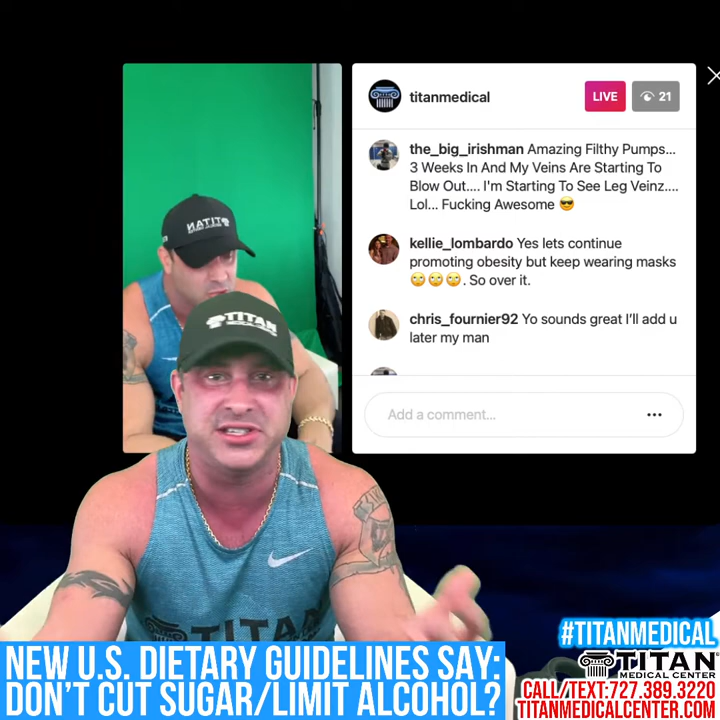 titanmedical
LIVE
21
the_big_irishman Amazing Filthy Pumps...
3 Weeks In And My Veins Are Starting To
Blow Out.... I'm Starting To See Leg Veinz....
Lol... Fucking Awesome 😎
kellie_lombardo Yes lets continue
promoting obesity but keep wearing masks
🙄🙄🙄. So over it.
chris_fournier92 Yo sounds great I'll add u
later my man
Add a comment...
TITAN
TITAN
TITAN
NEW U.S. DIETARY GUIDELINES SAY:
DON'T CUT SUGAR/LIMIT ALCOHOL?
#TITANMEDICAL
TITAN
MEDICAL CENTER
CALL/TEXT:727.389.3220
TITANMEDICALCENTER.COM